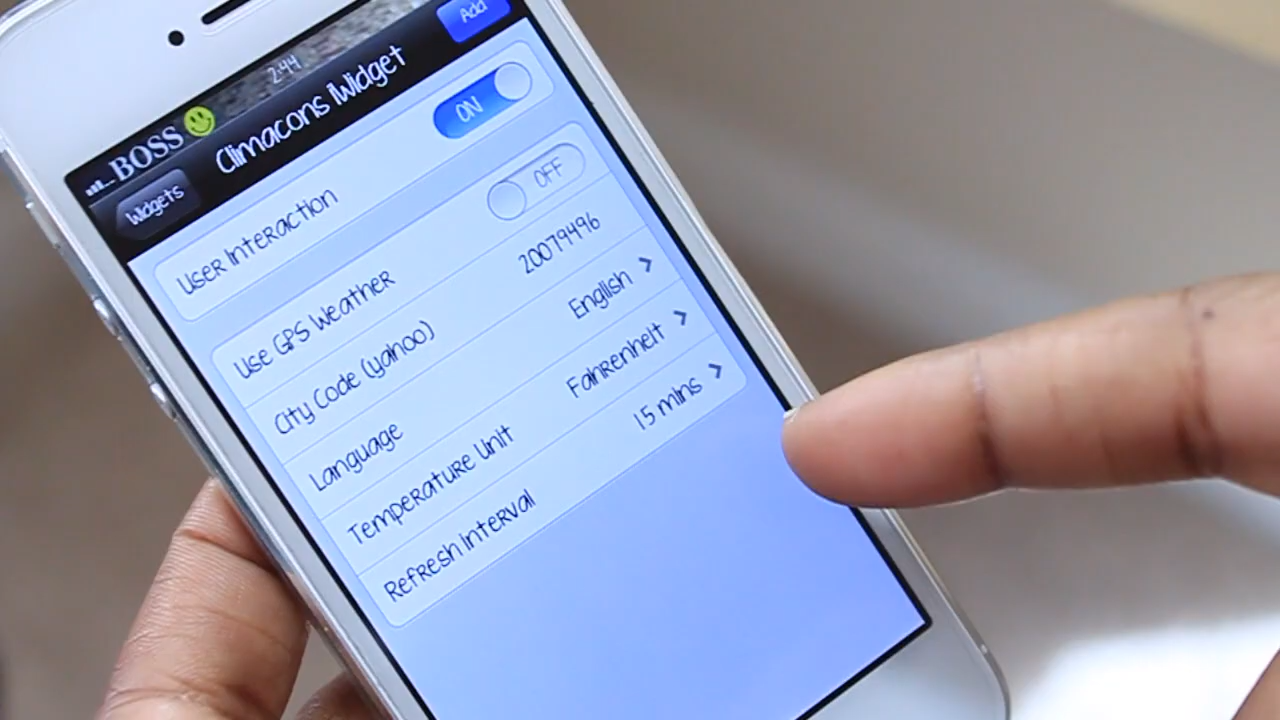 BOSS 2:44
Widgets Climacons iWidget Add
User Interaction ON
Use GPS Weather OFF
City Code (Yahoo) 20079496
Language English
Temperature Unit Fahrenheit
Refresh Interval 15 mins